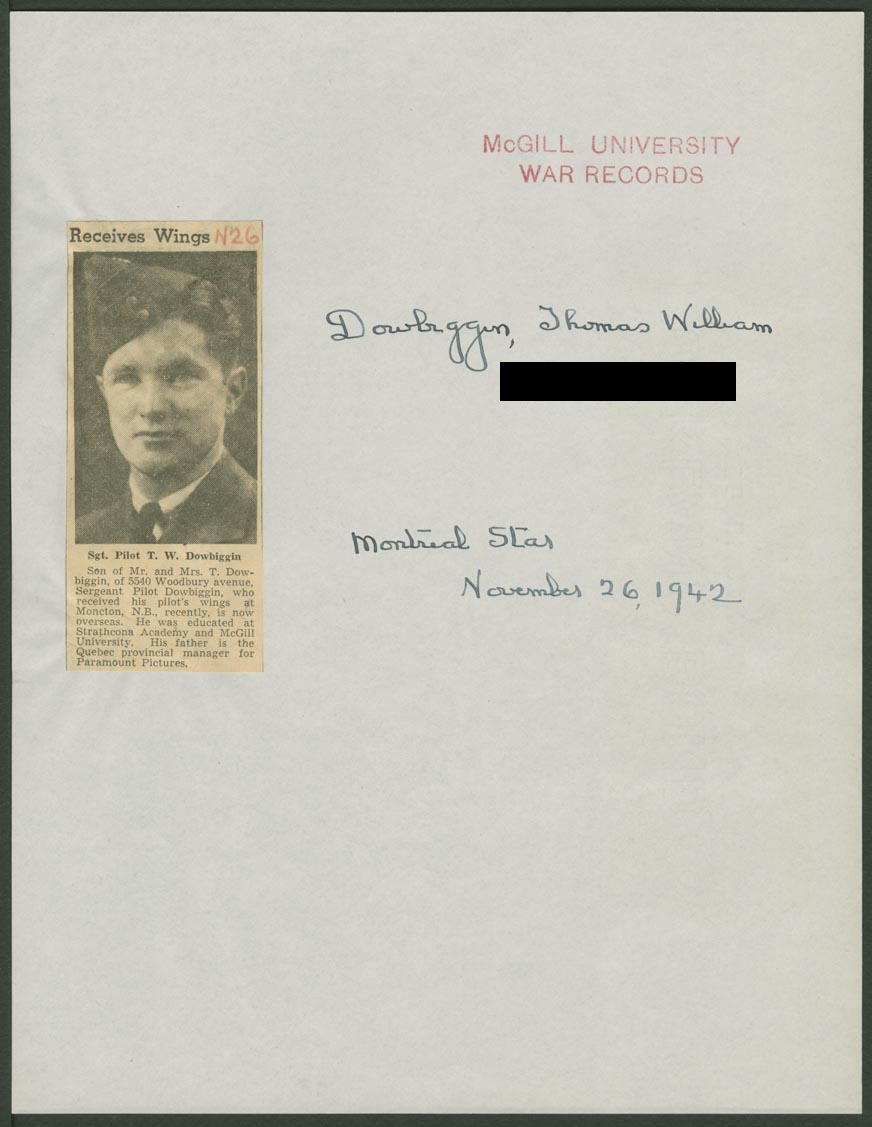 McGILL UNIVERSITY
WAR RECORDS
Receives Wings N26
Dowbiggin, Thomas William
Montreal Star
November 26, 1942
Sgt. Pilot T. W. Dowbiggin
Son of Mr. and Mrs. T. Dow-
biggin, of 5540 Woodbury avenue,
Sergeant Pilot Dowbiggin, who
received his pilot's wings at
Moncton, N.B., recently, is now
overseas. He was educated at
Strathcona Academy and McGill
University. His father is the
Quebec provincial manager for
Paramount Pictures.